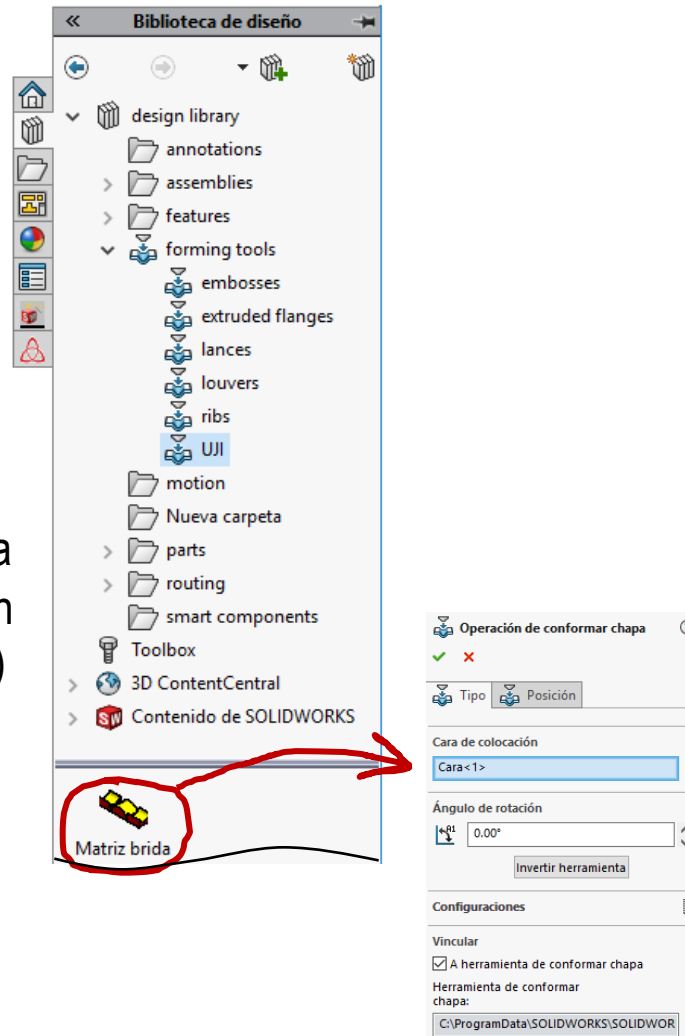 Biblioteca de diseño
design library
annotations
assemblies
features
forming tools
embosses
extruded flanges
lances
louvers
ribs
UJI
motion
Nueva carpeta
parts
routing
smart components
Toolbox
3D ContentCentral
SW Contenido de SOLIDWORKS
Matriz brida
a
n
)
Operación de conformar chapa
Tipo Posición
Cara de colocación
Cara<1>
Ángulo de rotación
A1 0.00°
Invertir herramienta
Configuraciones
Vincular
A herramienta de conformar chapa
Herramienta de conformar
chapa:
C:\ProgramData\SOLIDWORKS\SOLIDWOR